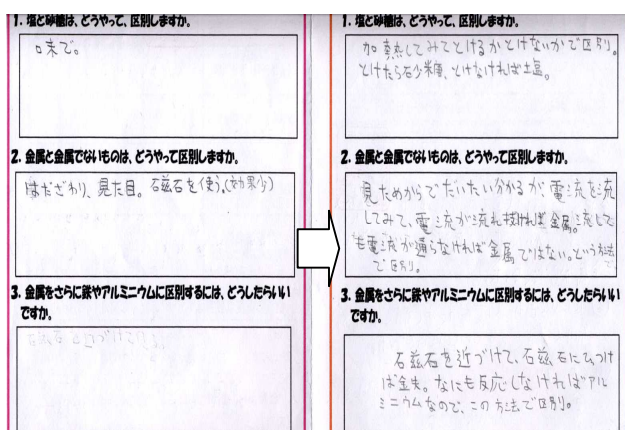 1. 塩と砂糖は、どうやって、区別しますか。
味で。
2. 金属と金属でないものは、どうやって区別しますか。
はだざわり、見た目。磁石を使う。(効果少)
3. 金属をさらに鉄やアルミニウムに区別するには、どうしたらいい
ですか。
磁石を近づけて
1. 塩と砂糖は、どうやって、区別しますか。
加熱してみてとけるかとけないかで区別。
とけたら砂糖、とけなければ塩。
2. 金属と金属でないものは、どうやって区別しますか。
見ためからでだいたい分かるが、電流を流
してみて、電流が流れ
ければ金属。流して
も電流が通らなければ金属ではない。という方法
で区別。
3. 金属をさらに鉄やアルミニウムに区別するには、どうしたらいい
ですか。
磁石を近づけて、磁石にひっつけ
ば金失。なにも反応しなければアル
ミニウムなので、この方法で区別。